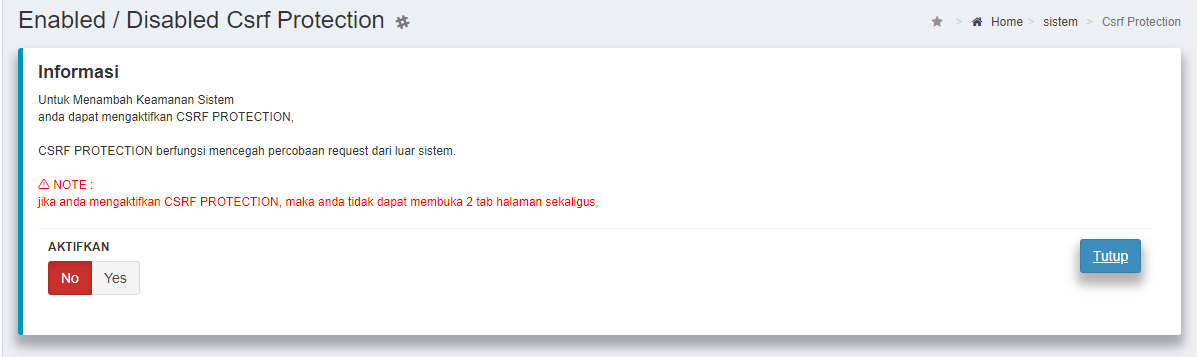 Enabled / Disabled Csrf Protection
> Home > sistem > Csrf Protection
Informasi
Untuk Menambah Keamanan Sistem
anda dapat mengaktifkan CSRF PROTECTION,
CSRF PROTECTION berfungsi mencegah percobaan request dari luar sistem.
⚠ NOTE :
jika anda mengaktifkan CSRF PROTECTION, maka anda tidak dapat membuka 2 tab halaman sekaligus,
AKTIFKAN
No Yes
Tutup